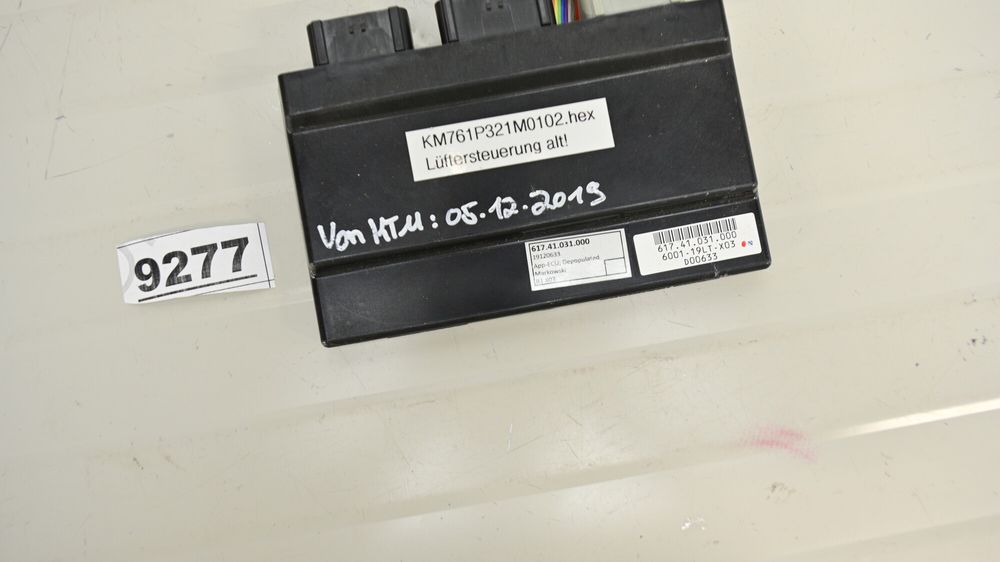 KM761P321M0102.hex
Lüftersteuerung alt!
Von KTM: 05.12.2019
9277
617.41.031.000
19120633
App-ECU, Depopulated
Markowski
617.41.031.000
6001-19LT-X03
D00633